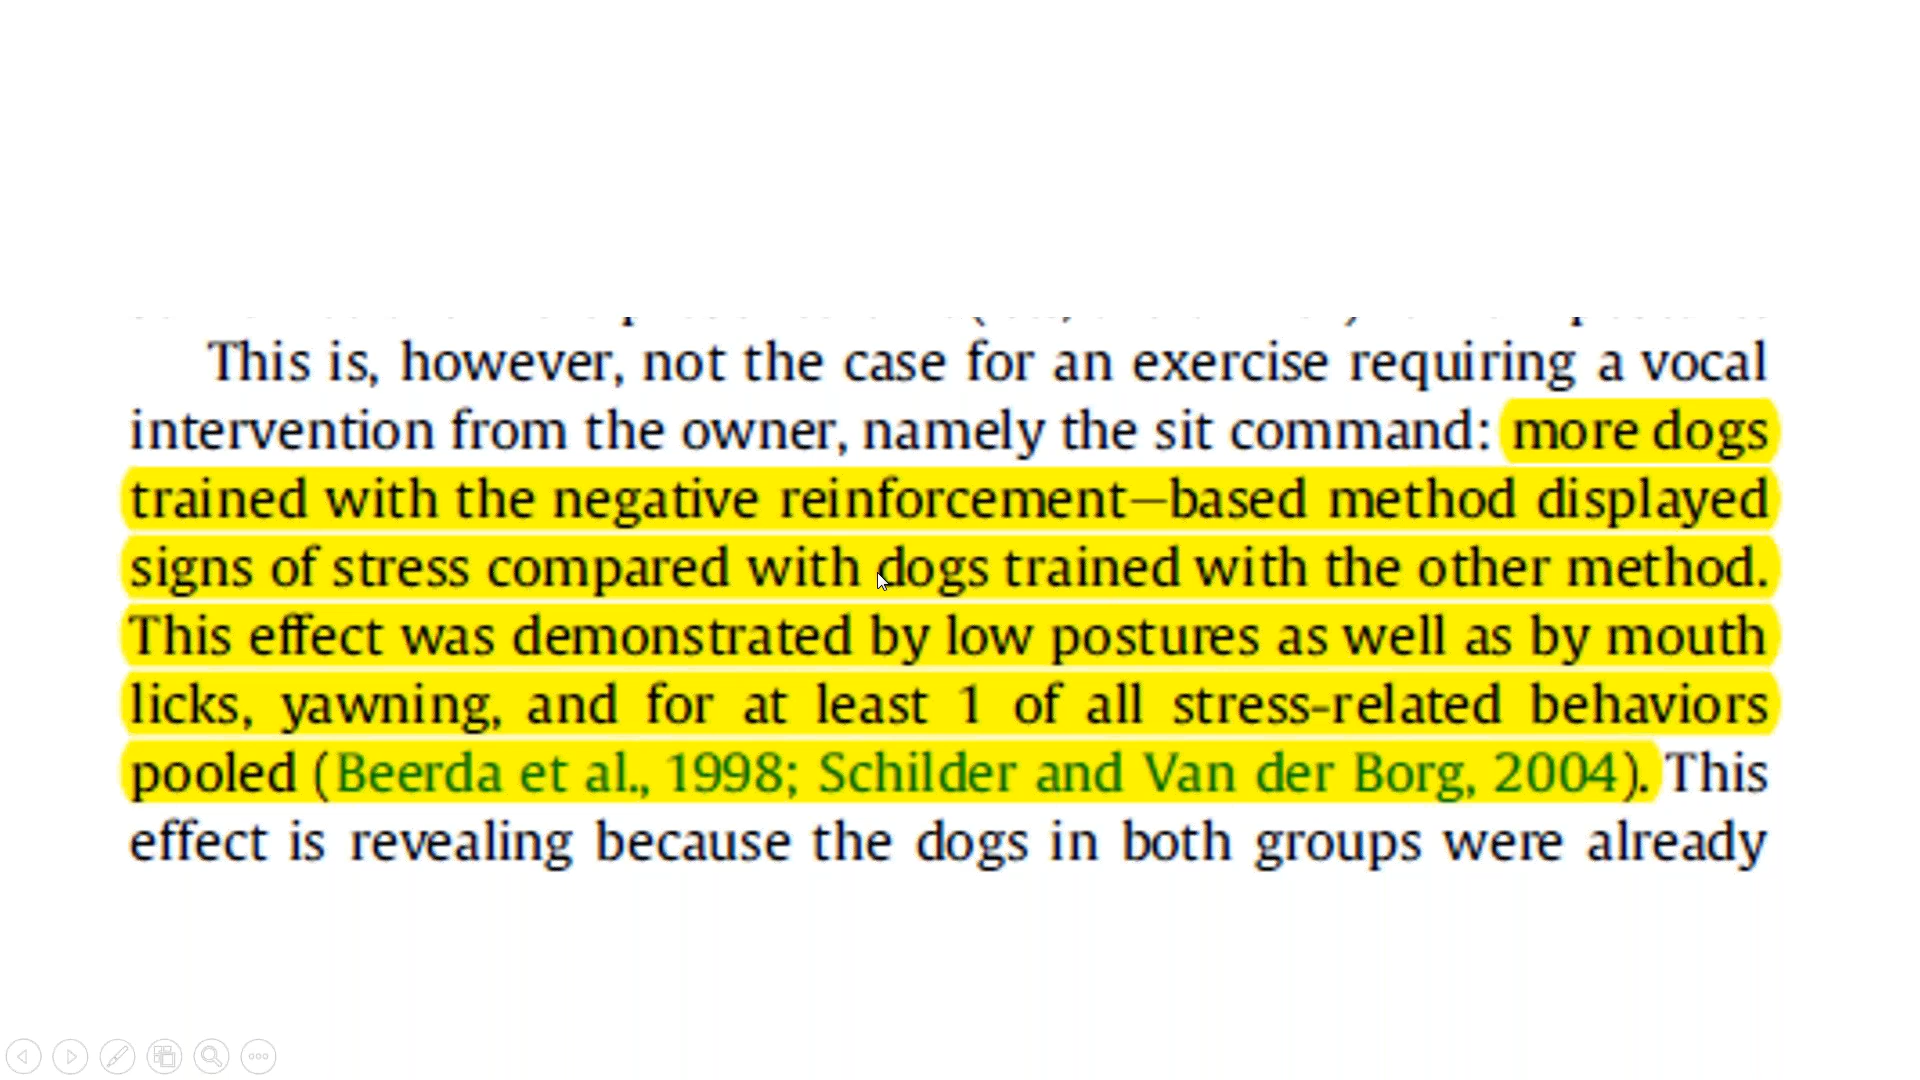 This is, however, not the case for an exercise requiring a vocal
intervention from the owner, namely the sit command: more dogs
trained with the negative reinforcement—based method displayed
signs of stress compared with dogs trained with the other method.
This effect was demonstrated by low postures as well as by mouth
licks, yawning, and for at least 1 of all stress-related behaviors
pooled (Beerda et al., 1998; Schilder and Van der Borg, 2004). This
effect is revealing because the dogs in both groups were already